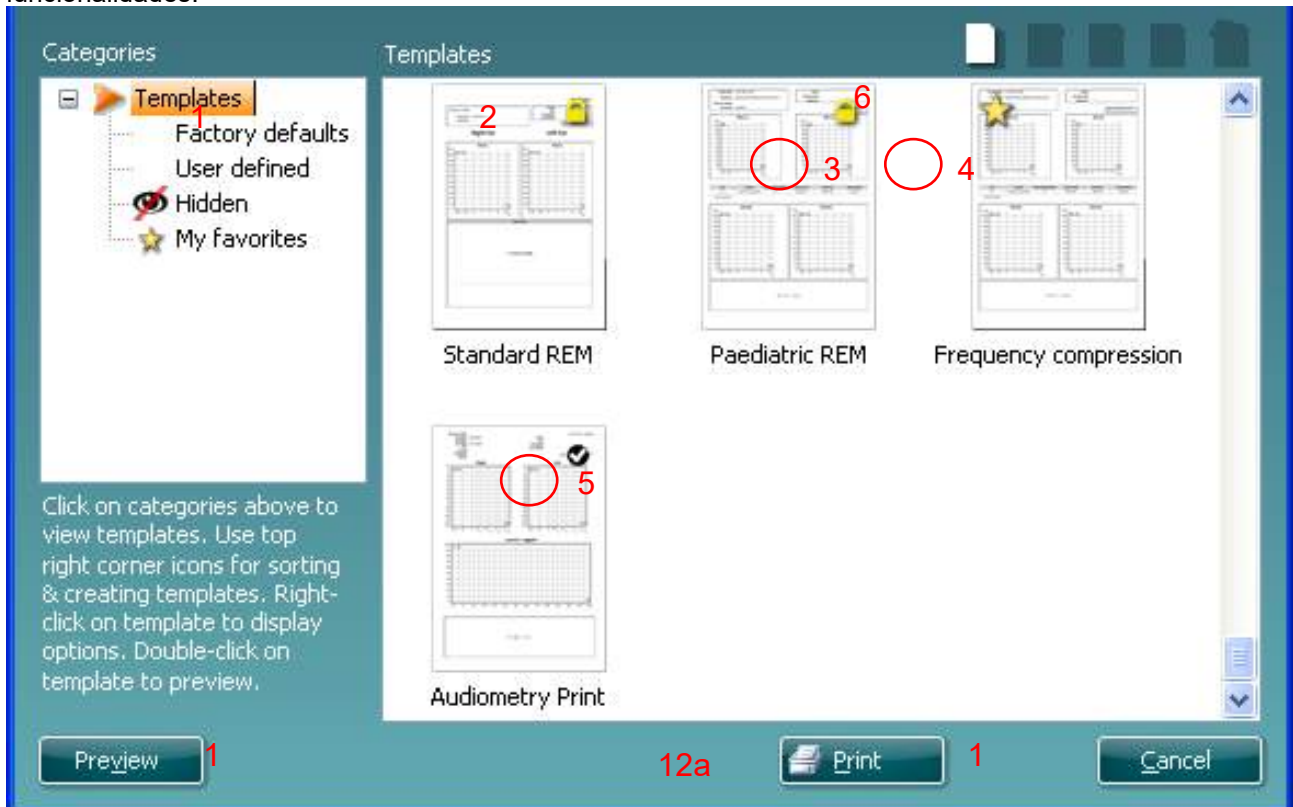 funcionalidades.
Categories
Templates
Templates
1
Factory defaults
User defined
Hidden
My favorites
2
6
3
4
Standard REM
Paediatric REM
Frequency compression
5
Audiometry Print
Click on categories above to
view templates. Use top
right corner icons for sorting
& creating templates. Right-
click on template to display
options. Double-click on
template to preview.
Preview
1
12a
Print
1
Cancel